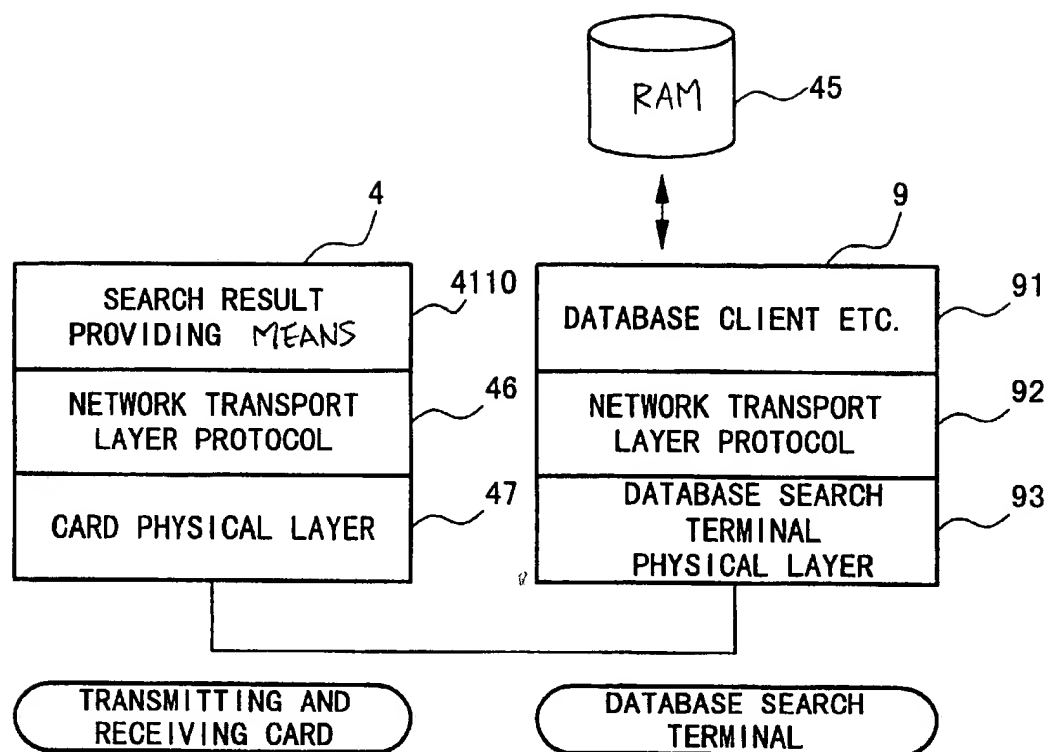 RAM
45
4
9
SEARCH RESULT
PROVIDING MEANS
4110
DATABASE CLIENT ETC.
91
NETWORK TRANSPORT
LAYER PROTOCOL
46
NETWORK TRANSPORT
LAYER PROTOCOL
92
CARD PHYSICAL LAYER
47
DATABASE SEARCH
TERMINAL
PHYSICAL LAYER
93
TRANSMITTING AND
RECEIVING CARD
DATABASE SEARCH
TERMINAL